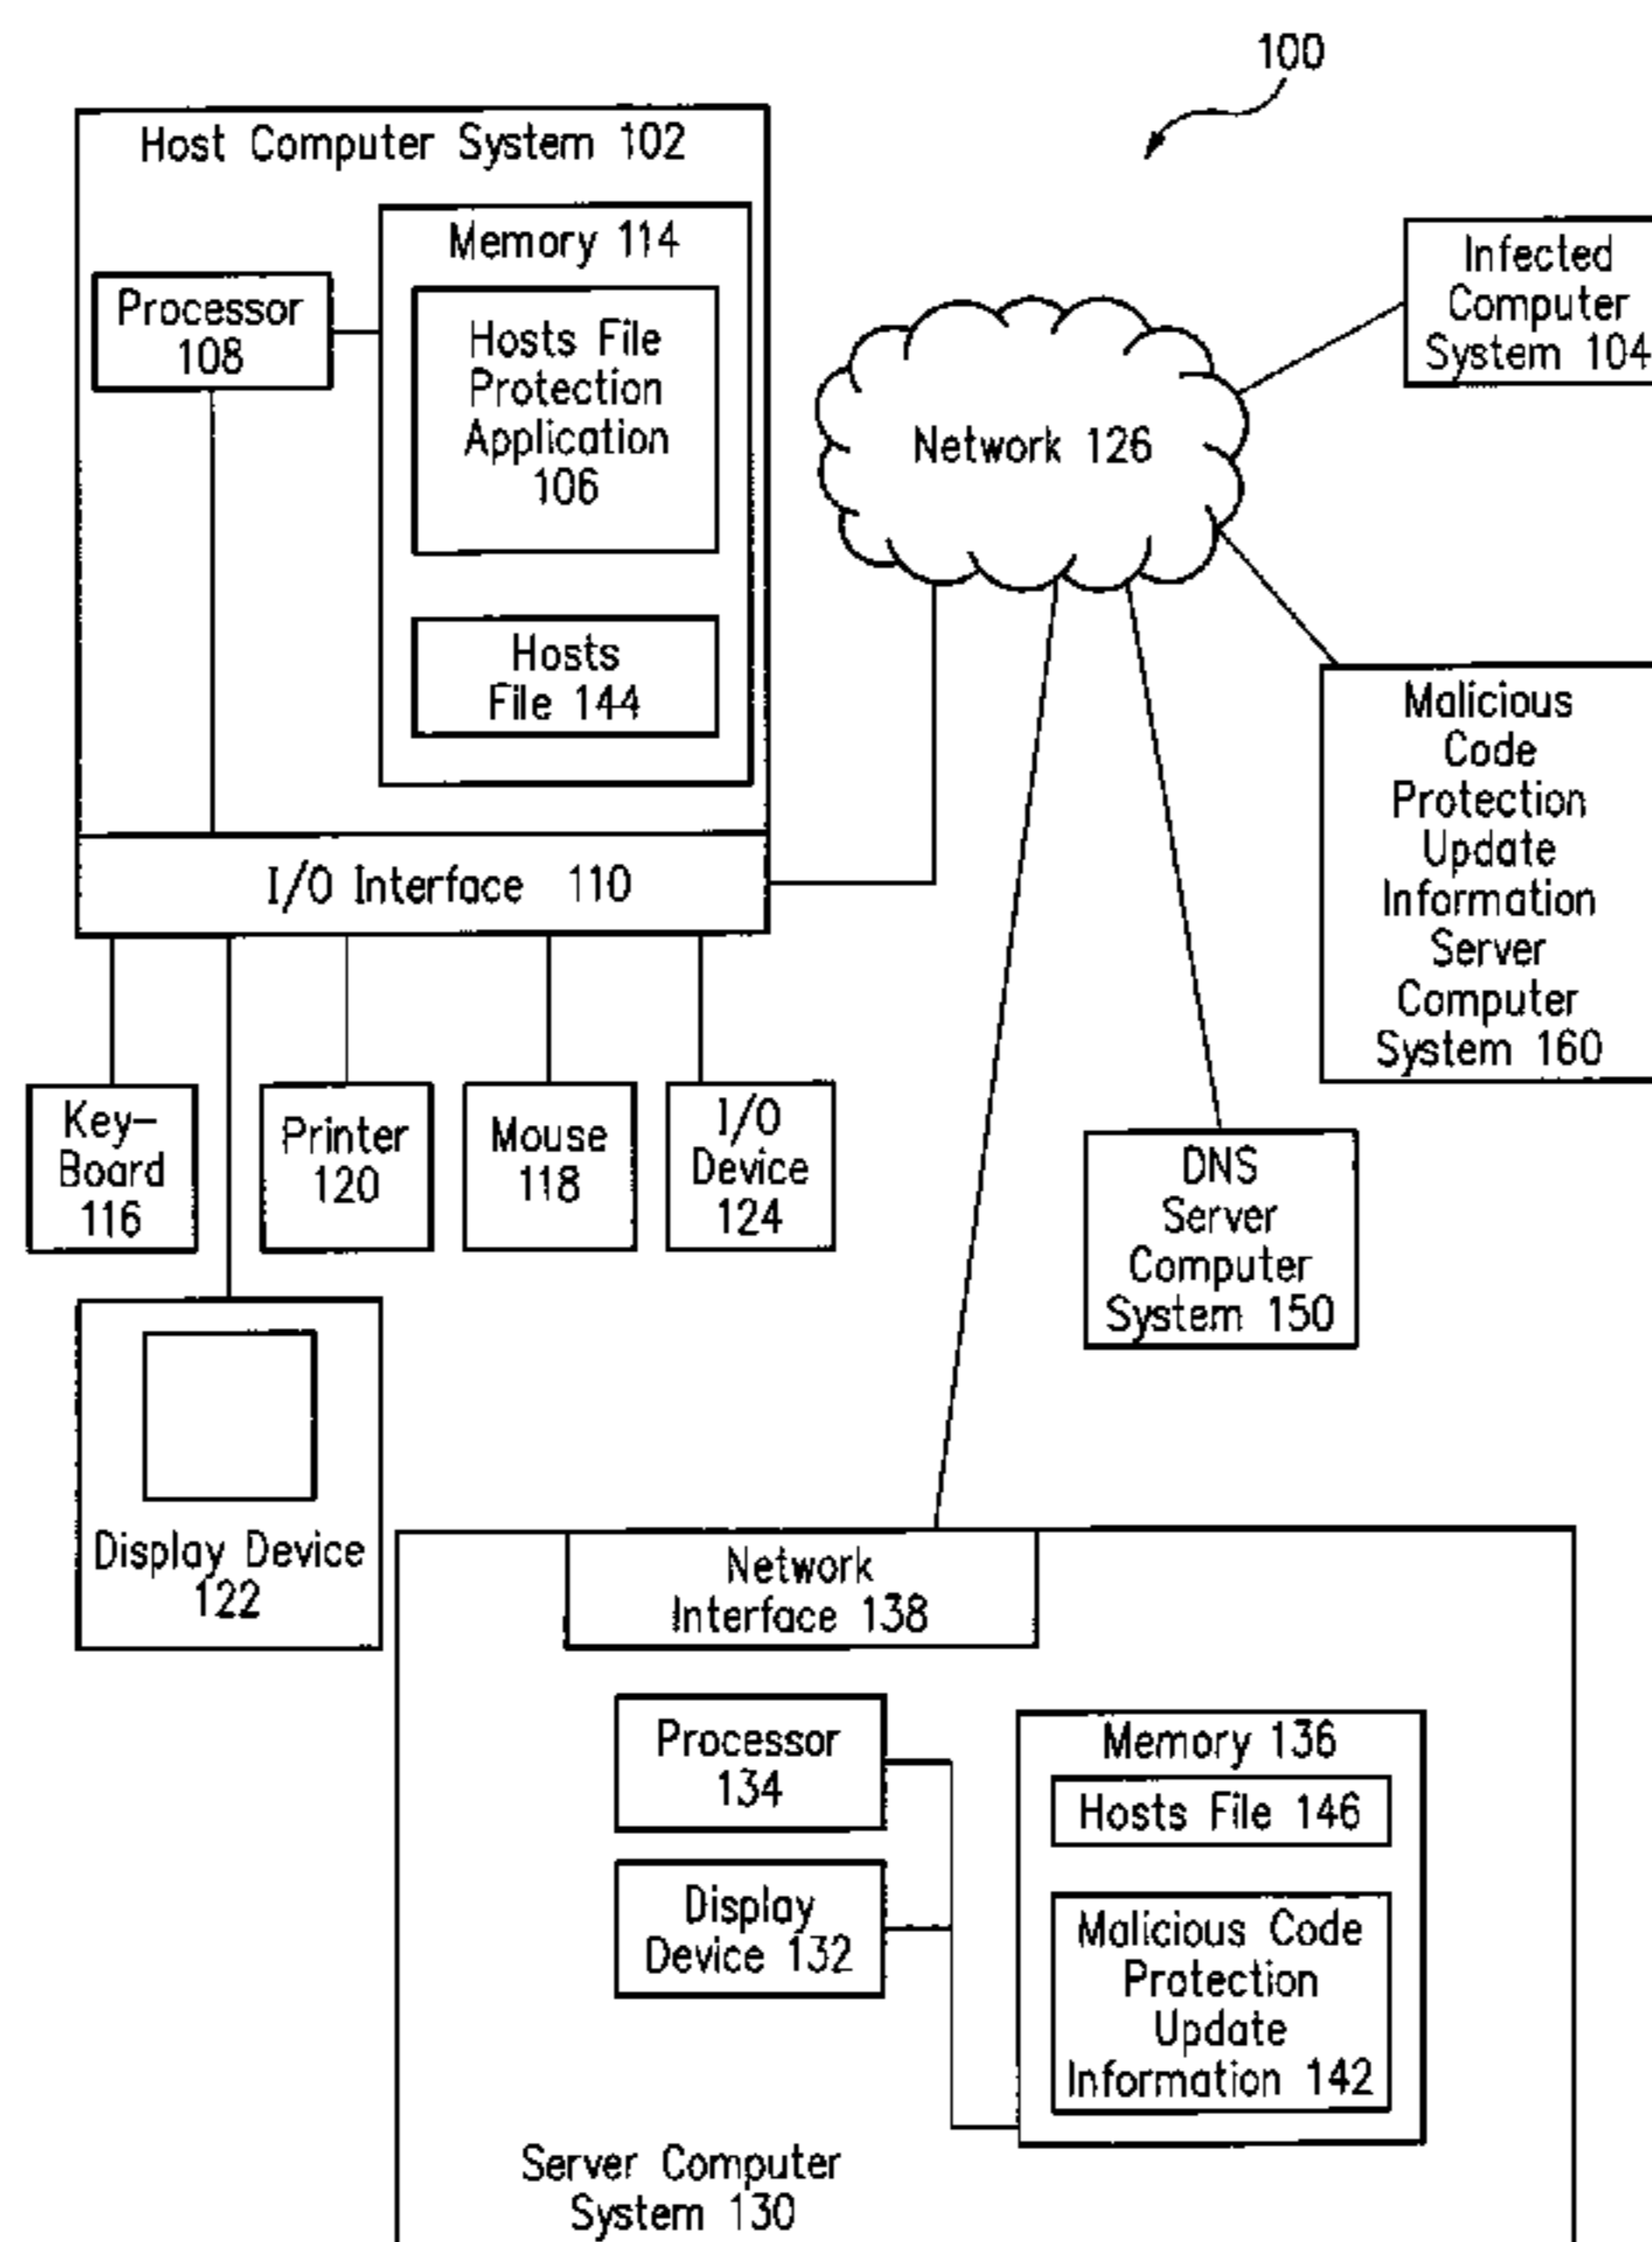 100
Host Computer System 102
Memory 114
Processor
108
Hosts File
Protection
Application
106
Hosts
File 144
I/O Interface 110
Network 126
Infected
Computer
System 104
Malicious
Code
Protection
Update
Information
Server
Computer
System 160
Key-
Board
116
Printer
120
Mouse
118
I/O
Device
124
DNS
Server
Computer
System 150
Display Device
122
Network
Interface 138
Processor
134
Display
Device 132
Memory 136
Hosts File 146
Malicious Code
Protection
Update
Information 142
Server Computer
System 130